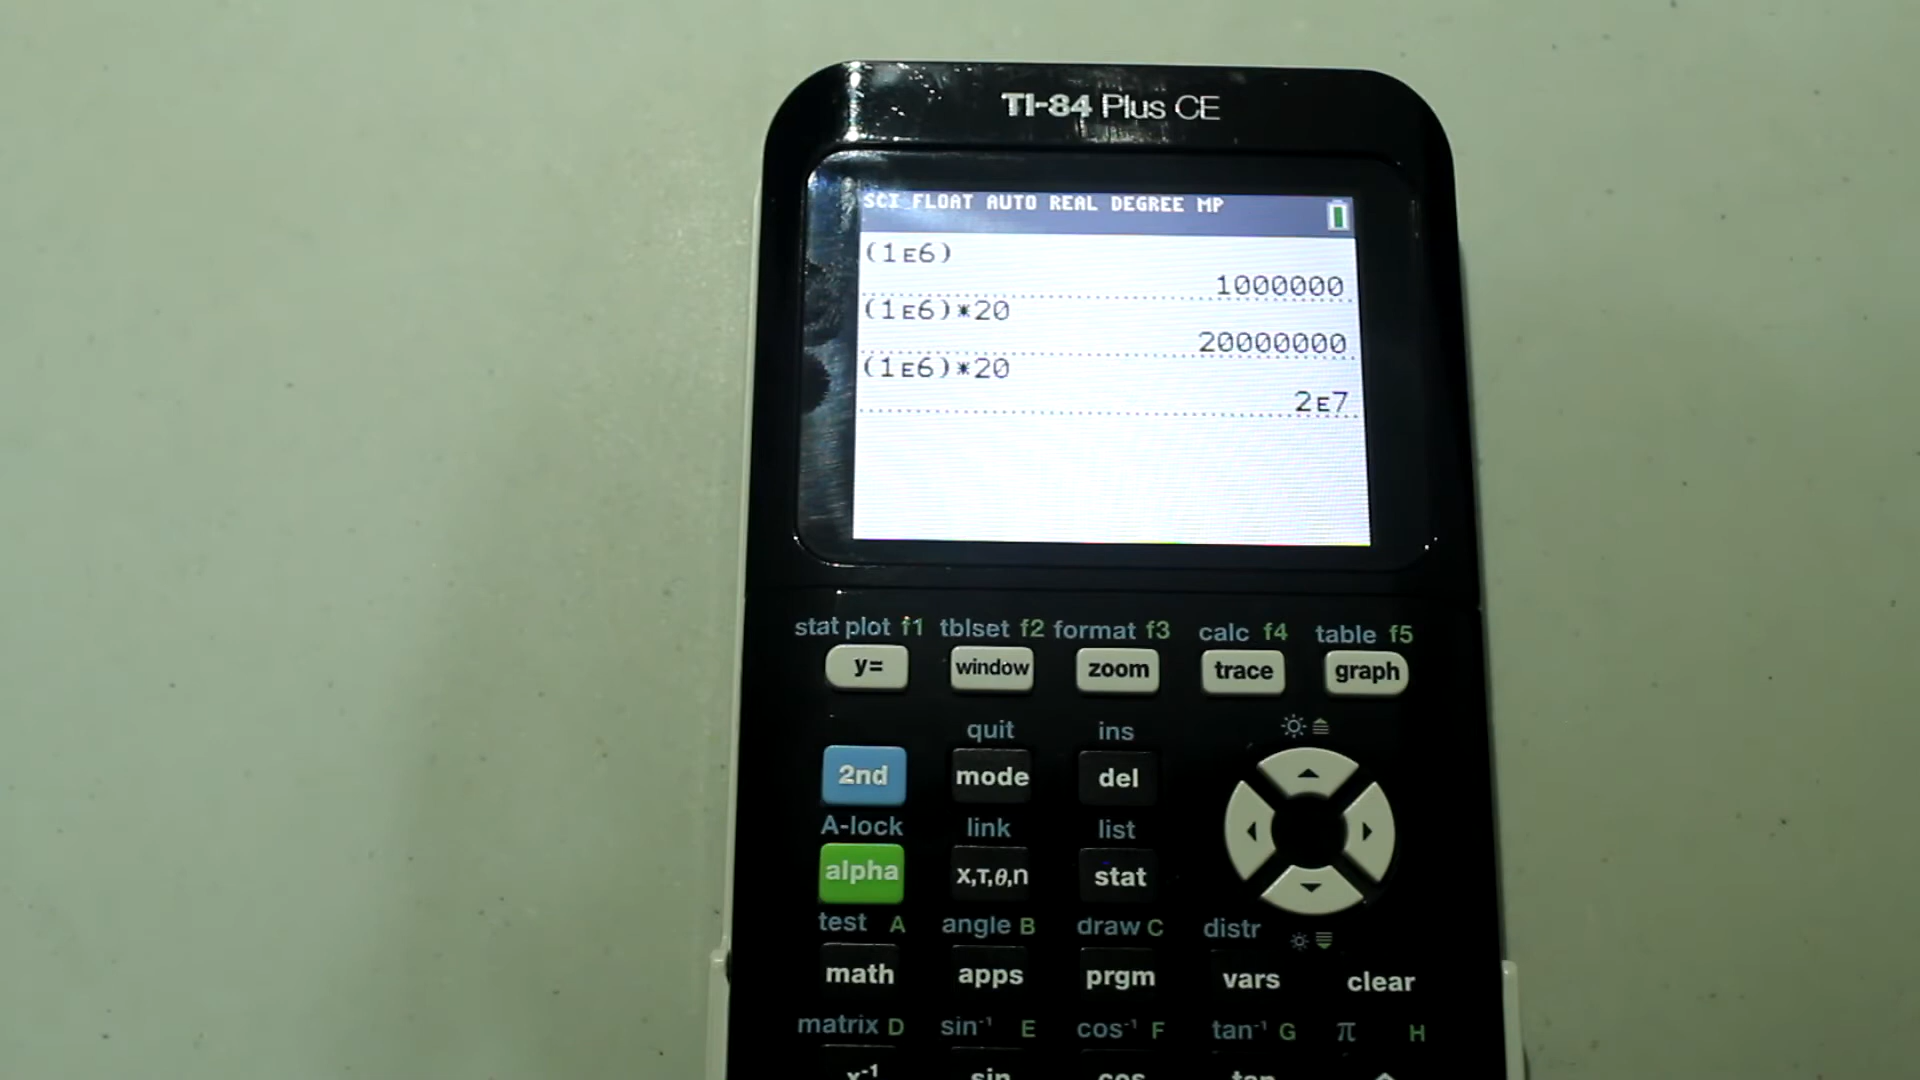 TI-84 Plus CE
SCI FLOAT AUTO REAL DEGREE MP
(1ᴇ6)
1000000
(1ᴇ6)*20
20000000
(1ᴇ6)*20
2ᴇ7
stat plot f1 tblset f2 format f3 calc f4 table f5
y= window zoom trace graph
quit ins
2nd mode del
A-lock link list
alpha X,T,θ,n stat
test A angle B draw C distr
math apps prgm vars clear
matrix D sin⁻¹ E cos⁻¹ F tan⁻¹ G π H
x⁻¹ sin cos tan